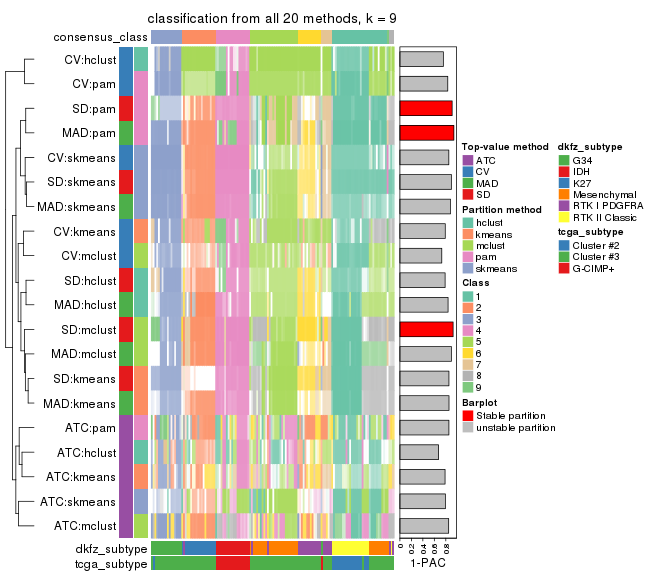 classification from all 20 methods, k = 9
consensus_class
CV:hclust
CV:pam
SD:pam
MAD:pam
CV:skmeans
SD:skmeans
MAD:skmeans
CV:kmeans
CV:mclust
SD:hclust
MAD:hclust
SD:mclust
MAD:mclust
SD:kmeans
MAD:kmeans
ATC:pam
ATC:hclust
ATC:kmeans
ATC:skmeans
ATC:mclust
dkfz_subtype
tcga_subtype
0 0.2 0.4 0.6 0.8
1-PAC
Top-value method
ATC
CV
MAD
SD
Partition method
hclust
kmeans
mclust
pam
skmeans
Class
1
2
3
4
5
6
7
8
9
Barplot
Stable partition
unstable partition
dkfz_subtype
G34
IDH
K27
Mesenchymal
RTK I PDGFRA
RTK II Classic
tcga_subtype
Cluster #2
Cluster #3
G-CIMP+